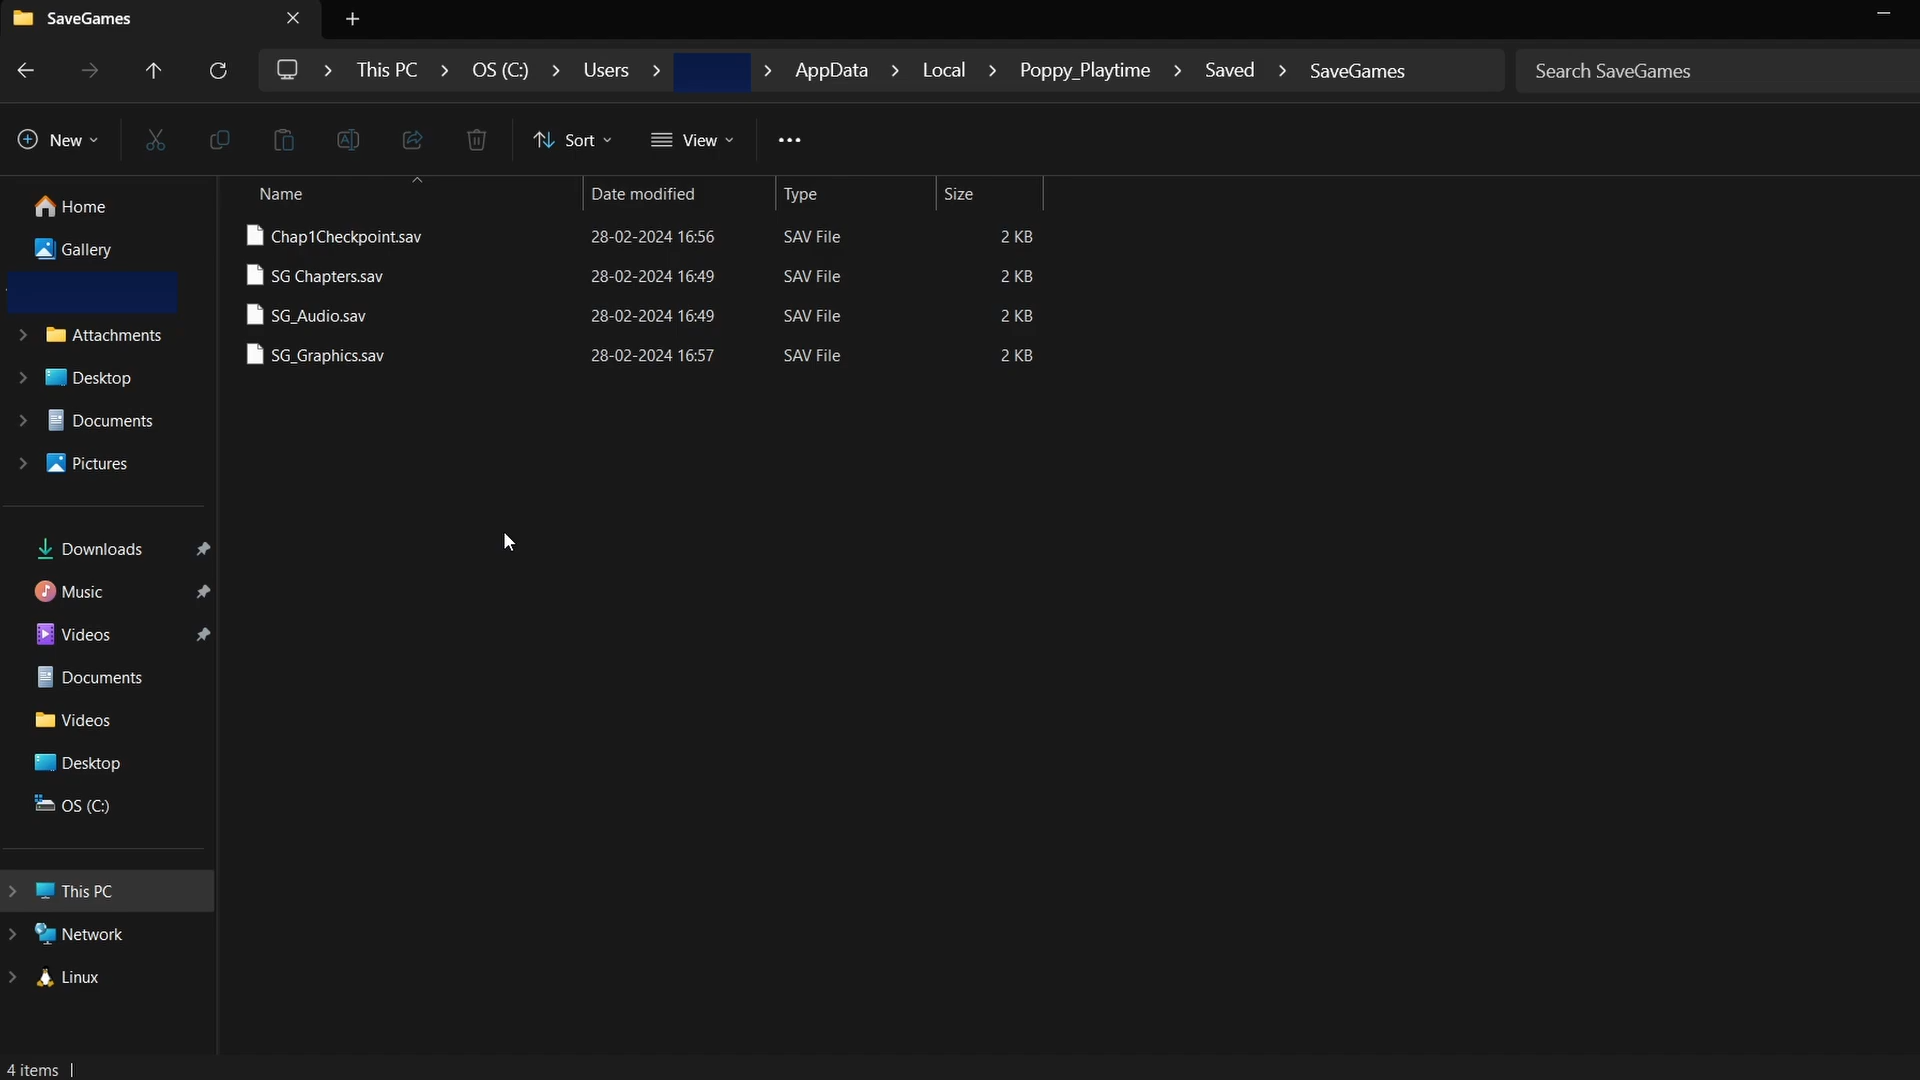 SaveGames
This PC > OS (C:) > Users > > AppData > Local > Poppy_Playtime > Saved > SaveGames
Search SaveGames
New
Sort
View
Name Date modified Type Size
Chap1Checkpoint.sav 28-02-2024 16:56 SAV File 2 KB
SG Chapters.sav 28-02-2024 16:49 SAV File 2 KB
SG_Audio.sav 28-02-2024 16:49 SAV File 2 KB
SG_Graphics.sav 28-02-2024 16:57 SAV File 2 KB
Home
Gallery
Attachments
Desktop
Documents
Pictures
Downloads
Music
Videos
Documents
Videos
Desktop
OS (C:)
This PC
Network
Linux
4 items